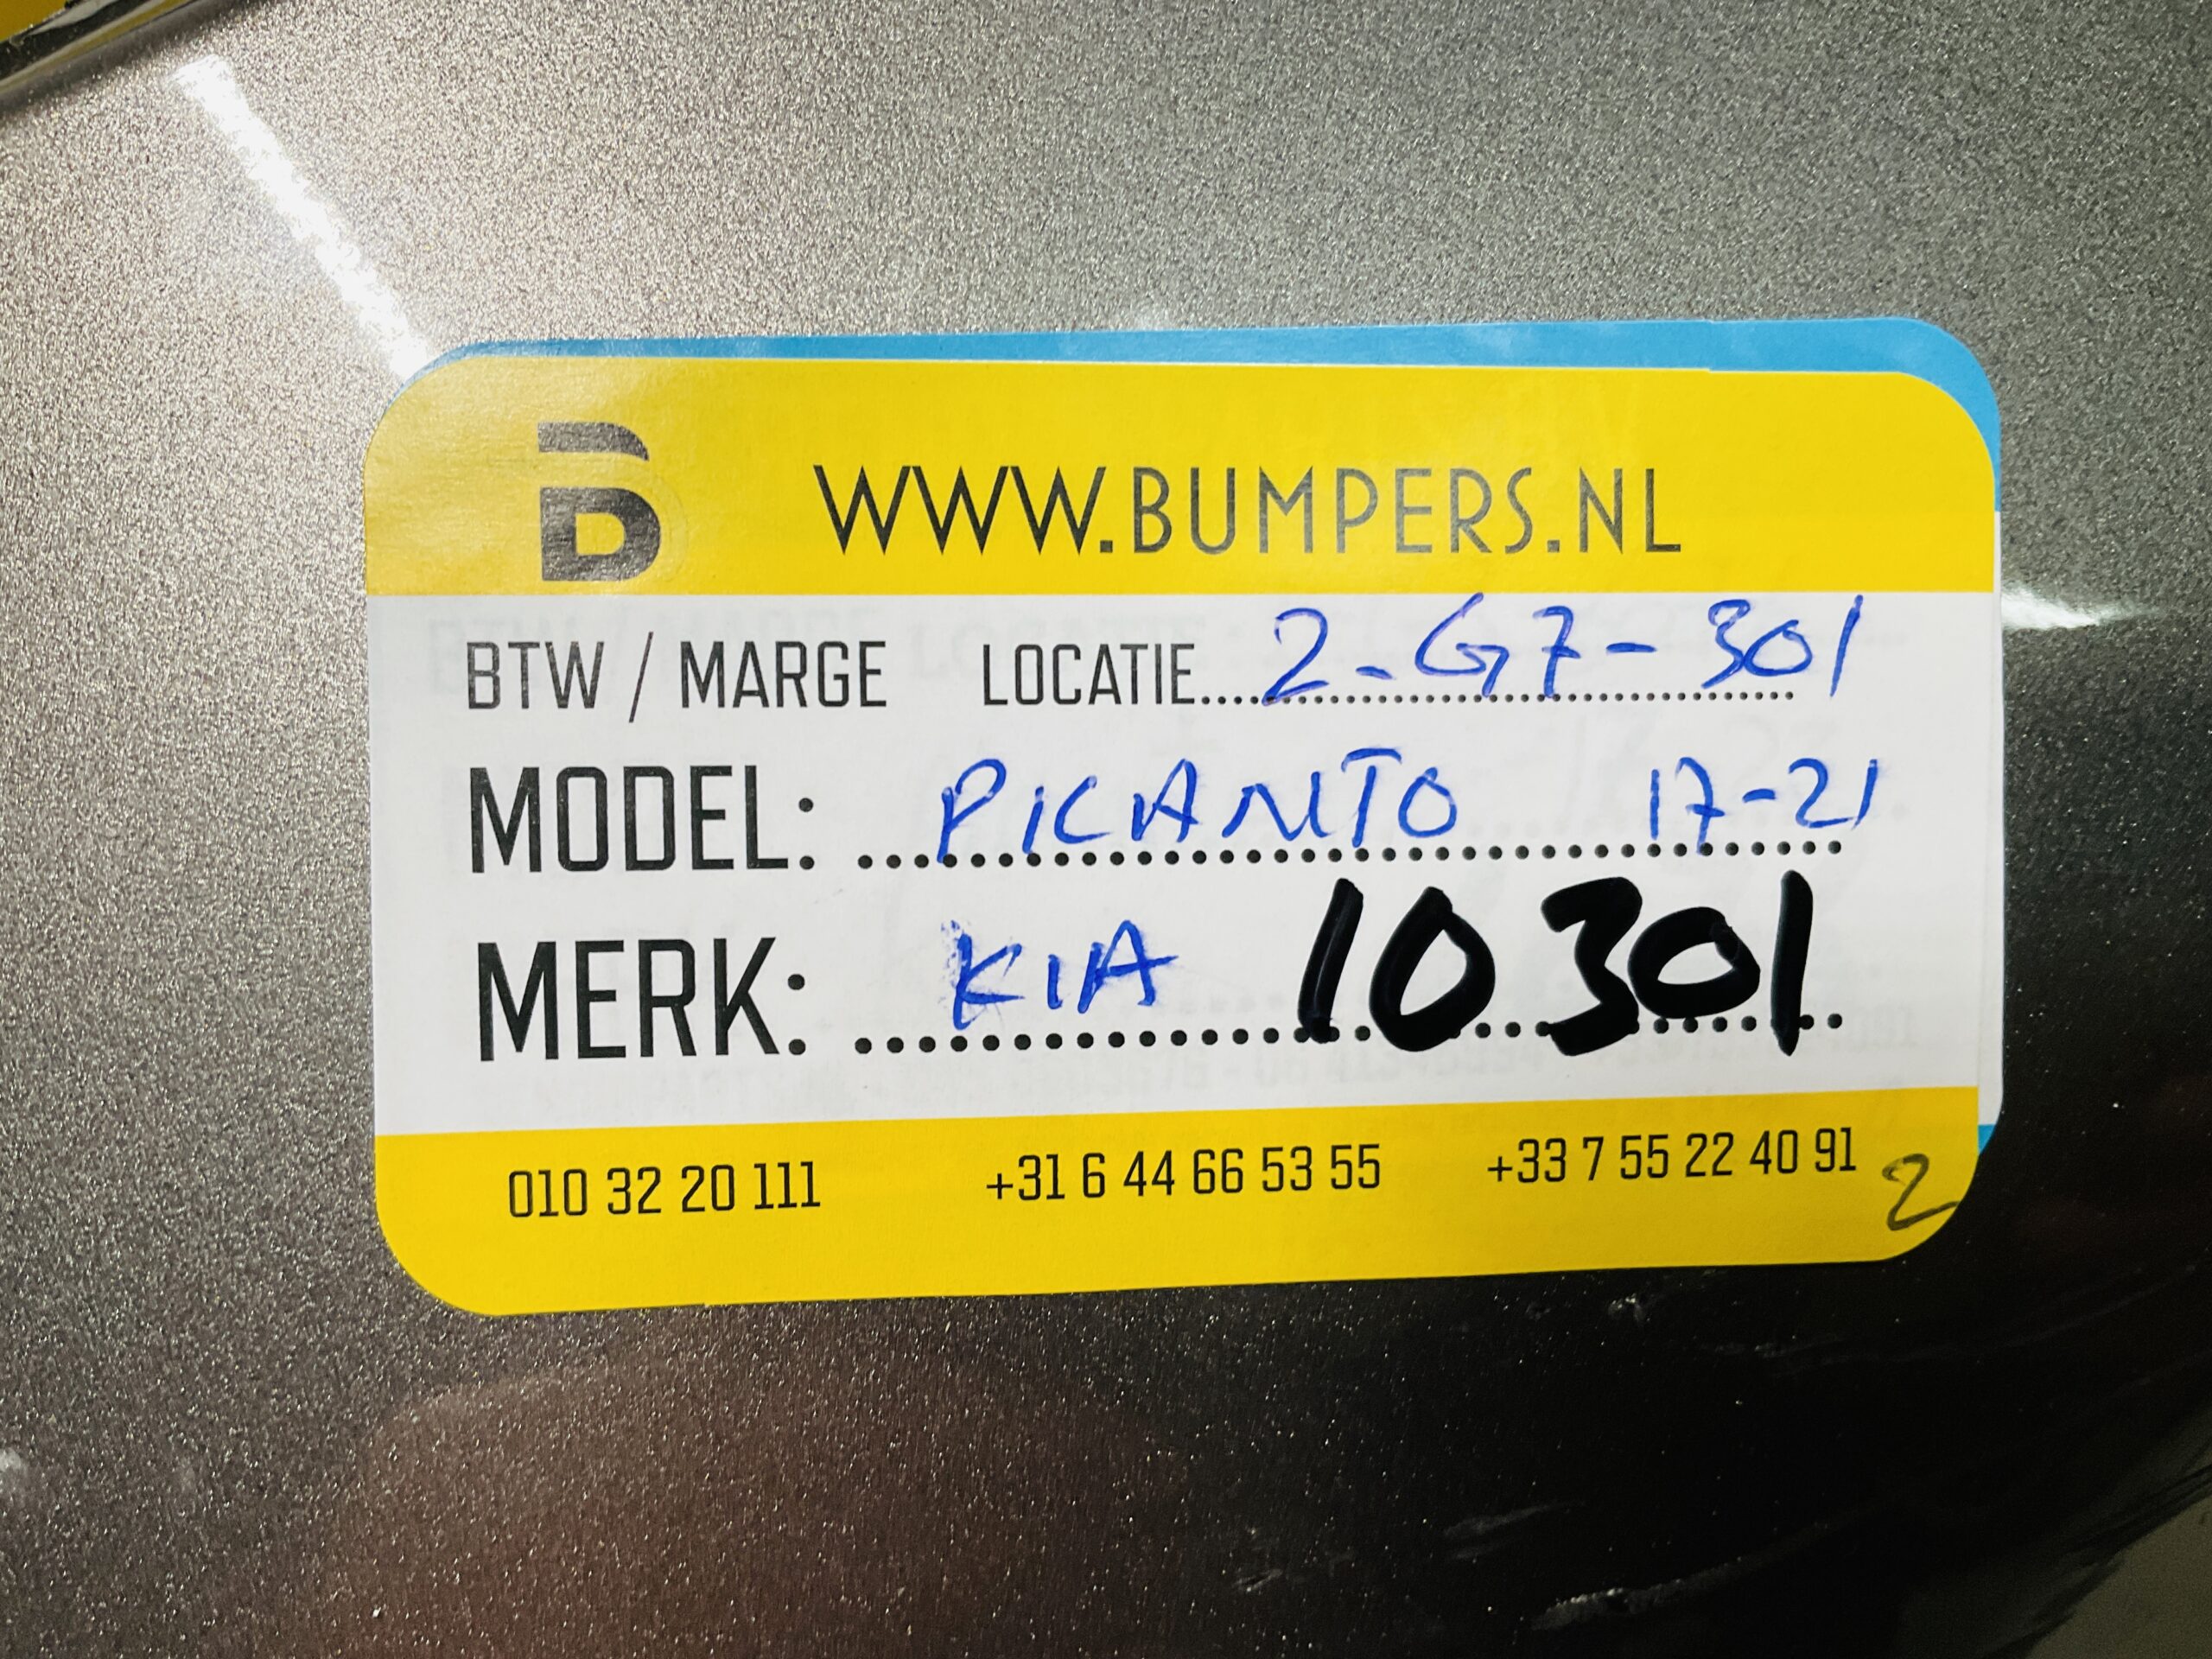 WWW.BUMPERS.NL
BTW / MARGE LOCATIE..... 2-G7-301
MODEL: ... PICANTO 17-21
MERK: ... KIA 10301
010 32 20 111 +31 6 44 66 53 55 +33 7 55 22 40 91 2